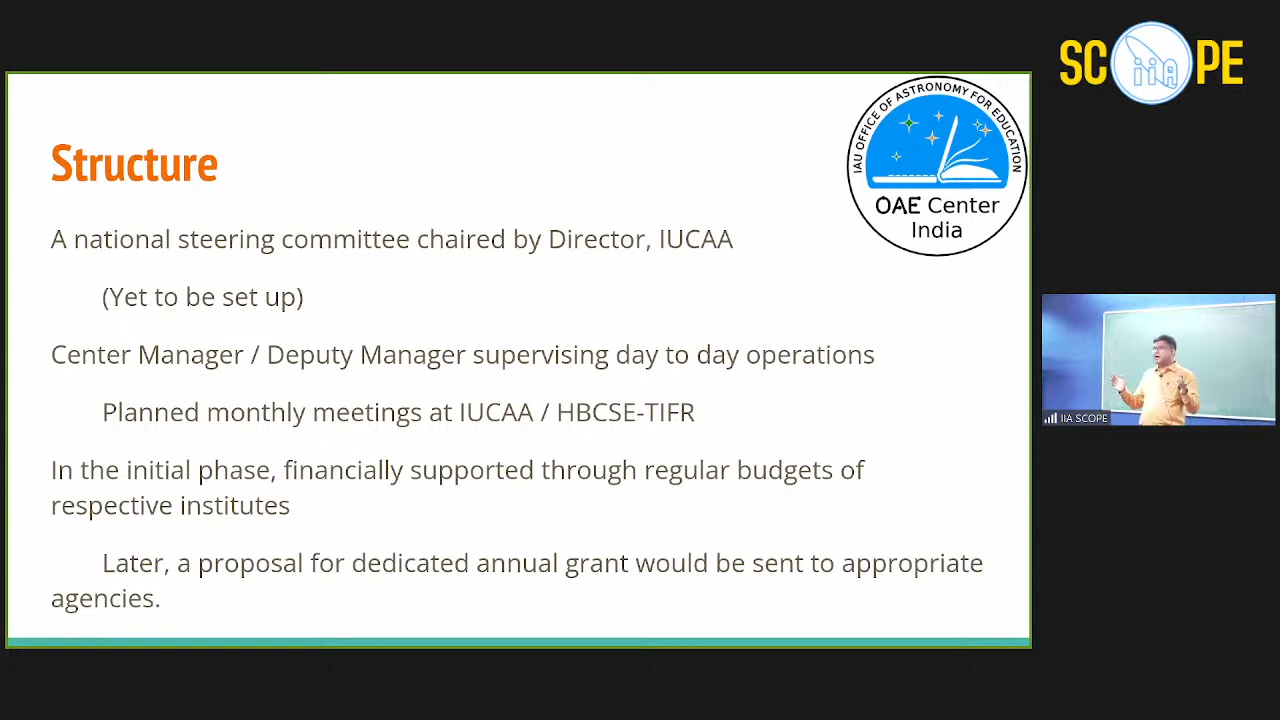 SC iiA PE
IAU OFFICE OF ASTRONOMY FOR EDUCATION
OAE Center
India
Structure
A national steering committee chaired by Director, IUCAA
(Yet to be set up)
Center Manager / Deputy Manager supervising day to day operations
Planned monthly meetings at IUCAA / HBCSE-TIFR
In the initial phase, financially supported through regular budgets of
respective institutes
Later, a proposal for dedicated annual grant would be sent to appropriate
agencies.
IIA SCOPE